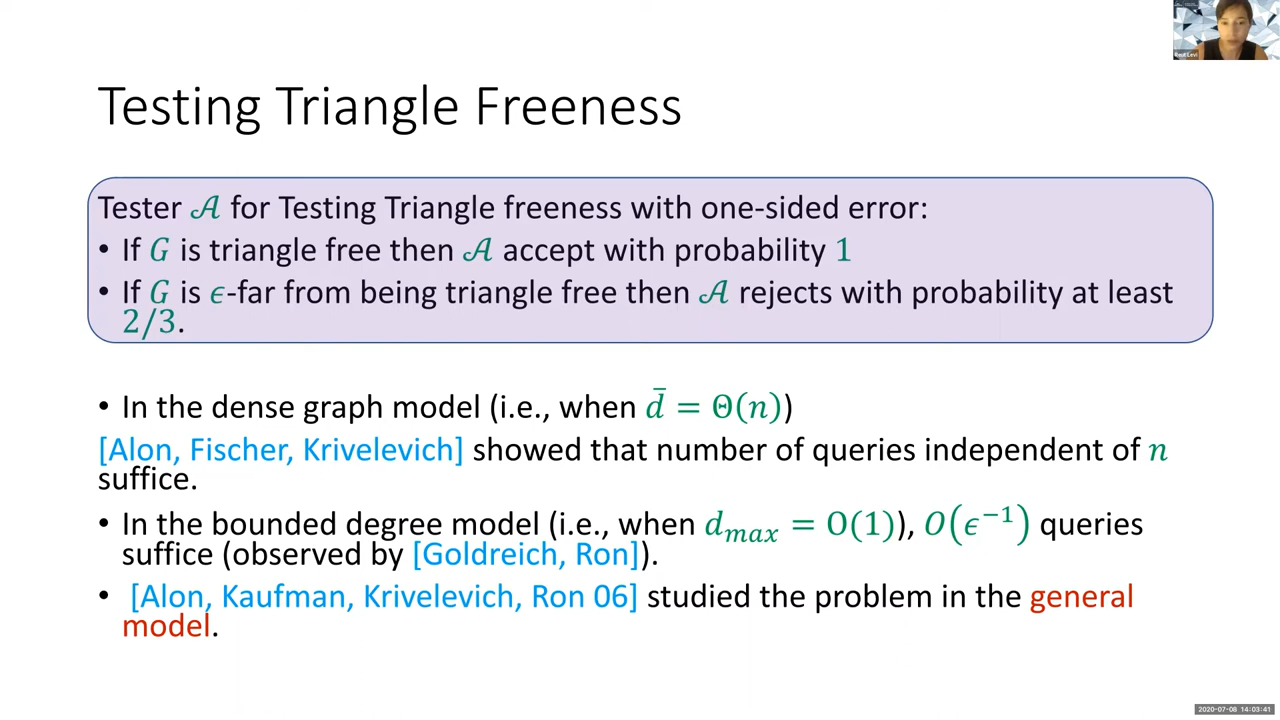 Testing Triangle Freeness
Tester 𝒜 for Testing Triangle freeness with one-sided error:
• If G is triangle free then 𝒜 accept with probability 1
• If G is ϵ-far from being triangle free then 𝒜 rejects with probability at least
2/3.
• In the dense graph model (i.e., when d̄ = Θ(n))
[Alon, Fischer, Krivelevich] showed that number of queries independent of n
suffice.
• In the bounded degree model (i.e., when d_max = O(1)), O(ϵ⁻¹) queries
suffice (observed by [Goldreich, Ron]).
• [Alon, Kaufman, Krivelevich, Ron 06] studied the problem in the general
model.
Reut Levi
2020-07-08 14:03:41